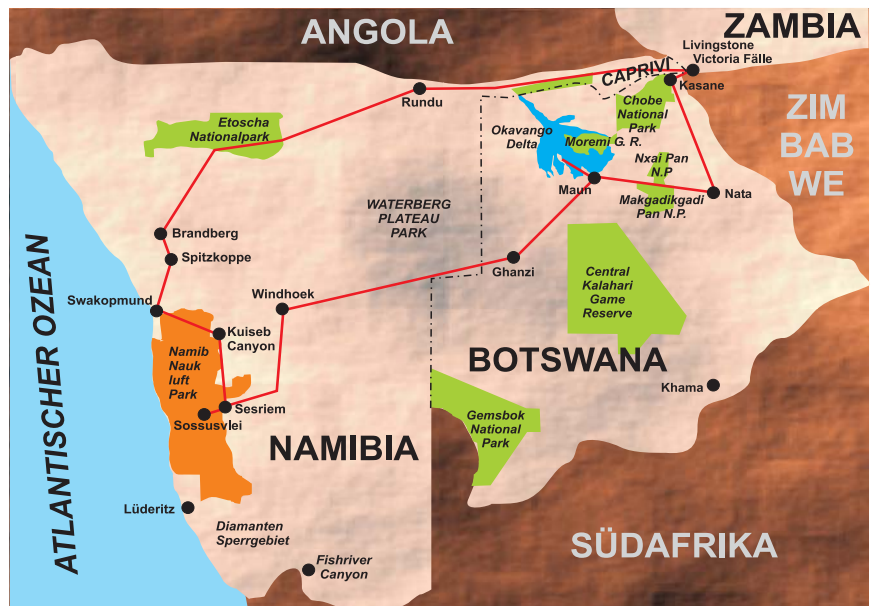 ANGOLA
ZAMBIA
Livingstone
Victoria Fälle
CAPRIVI
Kasane
Rundu
Etoscha
Nationalpark
Chobe
National
Park
ZIM
BAB
WE
Okavango
Delta
Moremi G. R.
Nxai Pan
N.P
Maun
Nata
Makgadikgadi
Pan N.P.
WATERBERG
PLATEAU
PARK
Brandberg
Spitzkoppe
Ghanzi
Central
Kalahari
Game
Reserve
Swakopmund
Windhoek
Kuiseb
Canyon
Namib
Nauk
luft
Park
BOTSWANA
Khama
Sesriem
Sossusvlei
Gemsbok
National
Park
ATLANTISCHER OZEAN
NAMIBIA
Lüderitz
Diamanten
Sperrgebiet
SÜDAFRIKA
Fishriver
Canyon